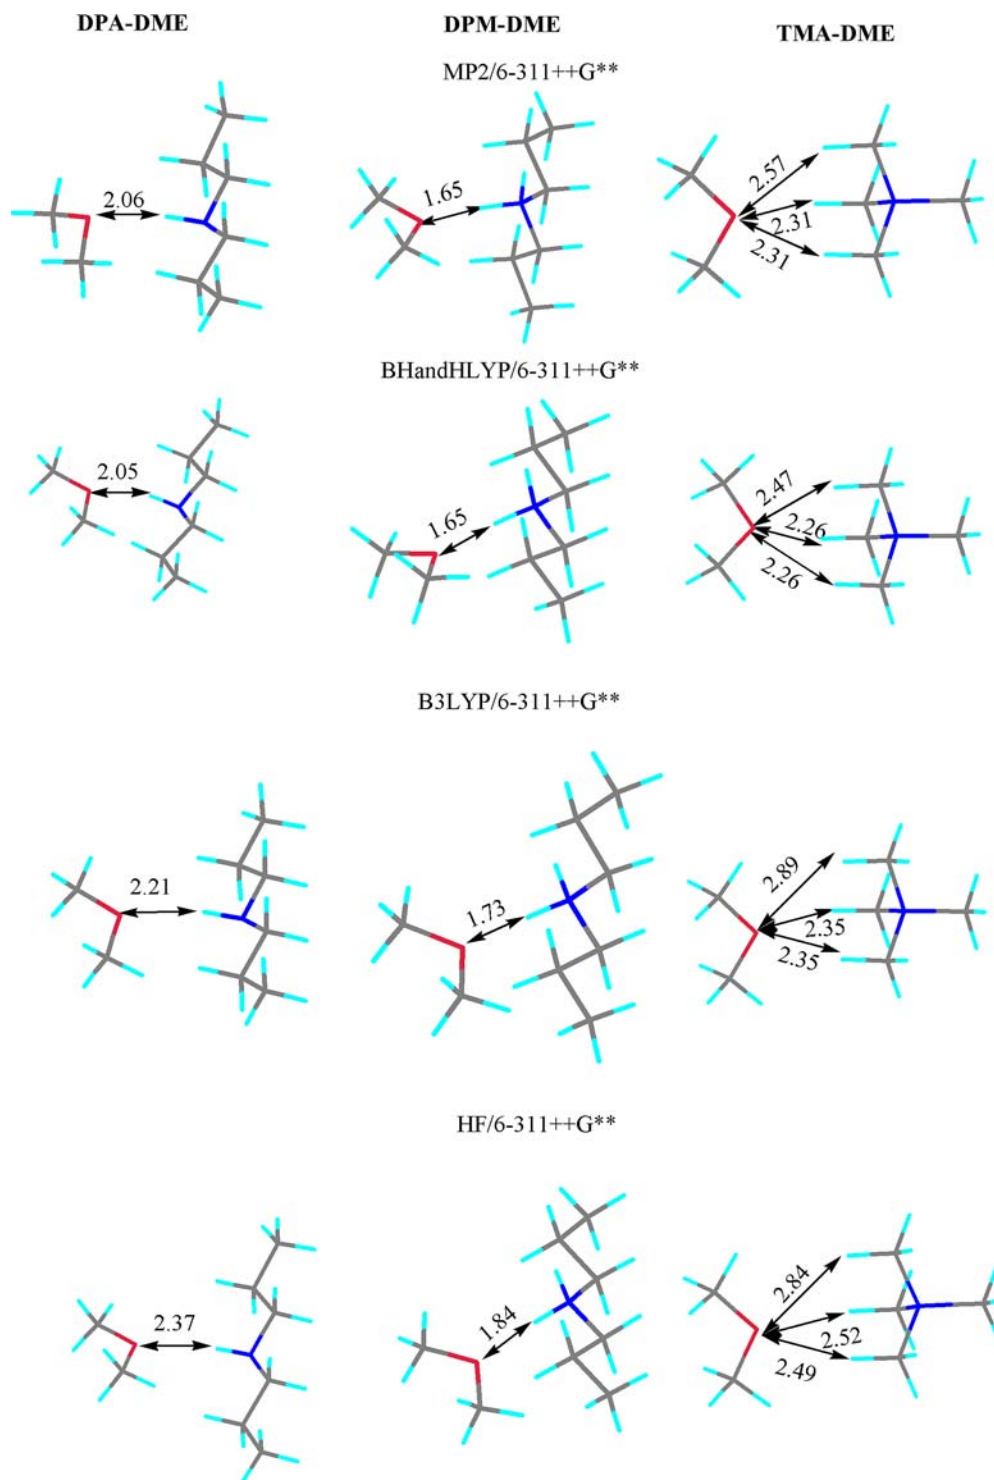 DPA-DME DPM-DME TMA-DME
MP2/6-311++G**
2.06 1.65 2.57
2.31
2.31
BHandHLYP/6-311++G**
2.05 1.65 2.47
2.26
2.26
B3LYP/6-311++G**
2.21 1.73 2.89
2.35
2.35
HF/6-311++G**
2.37 1.84 2.84
2.52
2.49